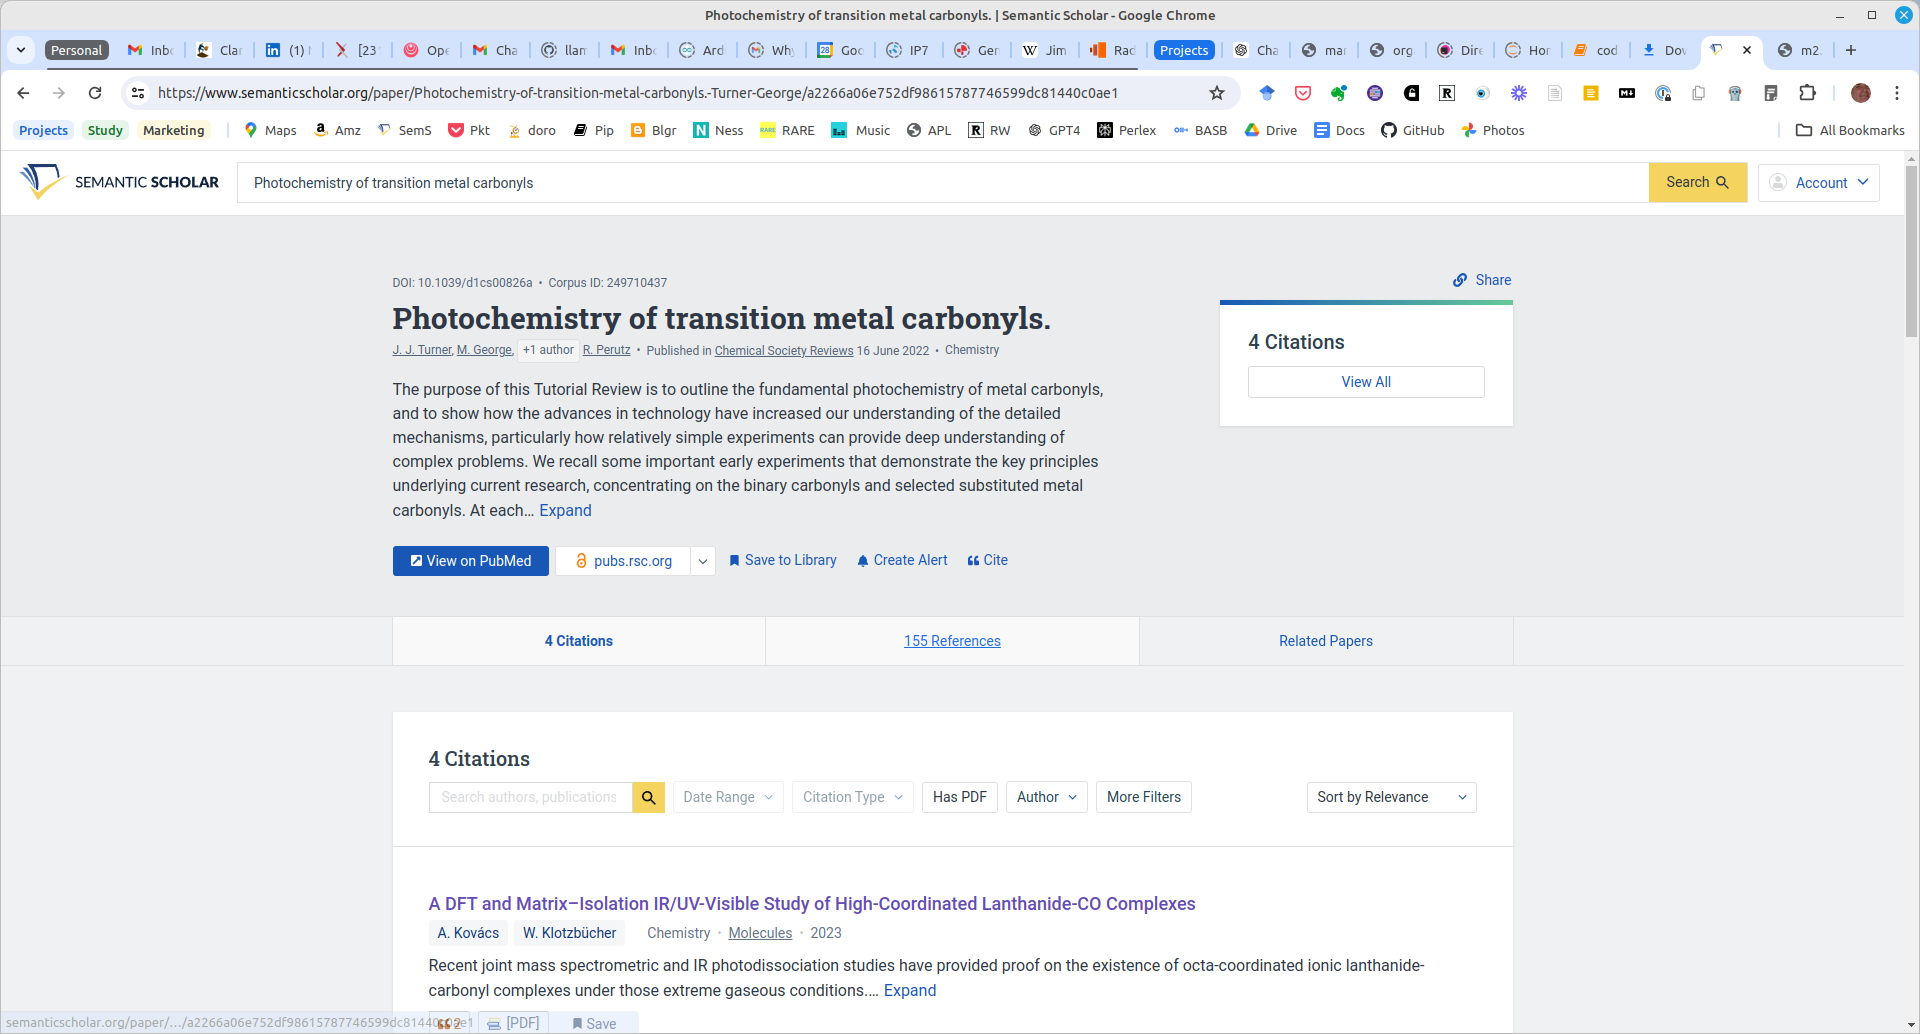 Photochemistry of transition metal carbonyls. | Semantic Scholar - Google Chrome
Personal Inbo Clar (1) [23 Ope Cha llam Inbo Ard Why Goo IP7 Gen Jim Rad Projects Cha mar org Dire Hor cod Dov m2.
https://www.semanticscholar.org/paper/Photochemistry-of-transition-metal-carbonyls.-Turner-George/a2266a06e752df98615787746599dc81440c0ae1
Projects Study Marketing Maps Amz SemS Pkt doro Pip Blgr Ness RARE Music APL RW GPT4 Perlex BASB Drive Docs GitHub Photos All Bookmarks
SEMANTIC SCHOLAR Photochemistry of transition metal carbonyls Search Account
DOI: 10.1039/d1cs00826a • Corpus ID: 249710437
Share
Photochemistry of transition metal carbonyls.
J. J. Turner, M. George, +1 author R. Perutz • Published in Chemical Society Reviews 16 June 2022 • Chemistry
4 Citations
View All
The purpose of this Tutorial Review is to outline the fundamental photochemistry of metal carbonyls,
and to show how the advances in technology have increased our understanding of the detailed
mechanisms, particularly how relatively simple experiments can provide deep understanding of
complex problems. We recall some important early experiments that demonstrate the key principles
underlying current research, concentrating on the binary carbonyls and selected substituted metal
carbonyls. At each… Expand
View on PubMed pubs.rsc.org Save to Library Create Alert Cite
4 Citations 155 References Related Papers
4 Citations
Search authors, publications Date Range Citation Type Has PDF Author More Filters Sort by Relevance
A DFT and Matrix–Isolation IR/UV-Visible Study of High-Coordinated Lanthanide-CO Complexes
A. Kovács W. Klotzbücher Chemistry · Molecules · 2023
Recent joint mass spectrometric and IR photodissociation studies have provided proof on the existence of octa-coordinated ionic lanthanide-
carbonyl complexes under those extreme gaseous conditions.… Expand
2 [PDF] Save
semanticscholar.org/paper/…/a2266a06e752df98615787746599dc81440c0ae1